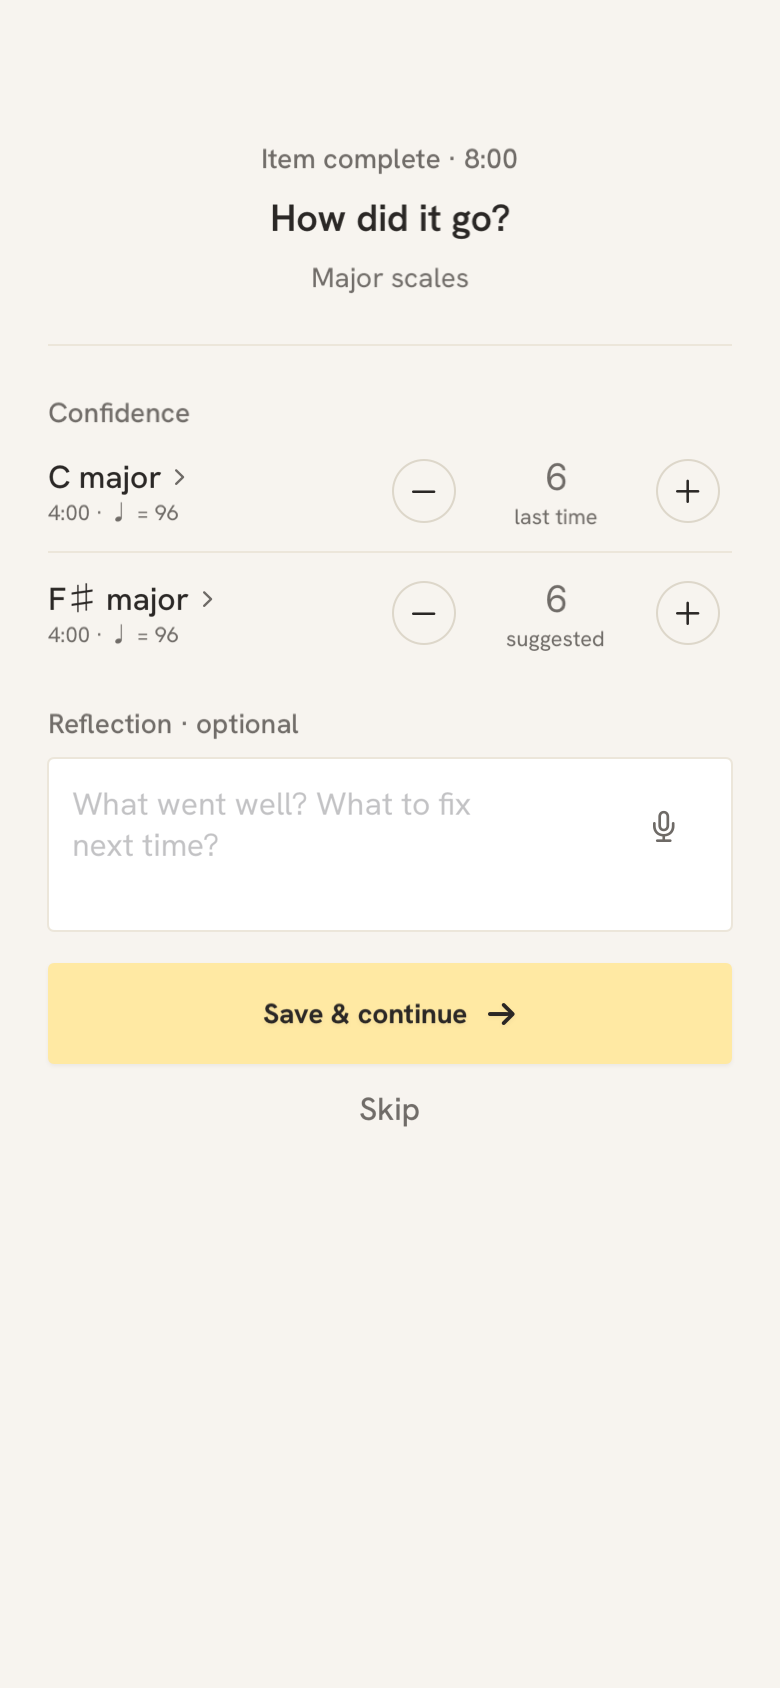 Item complete · 8:00
How did it go?
Major scales
Confidence
C major >
4:00 · ♩ = 96
− 6 +
last time
F♯ major >
4:00 · ♩ = 96
− 6 +
suggested
Reflection · optional
What went well? What to fix
next time?
Save & continue →
Skip